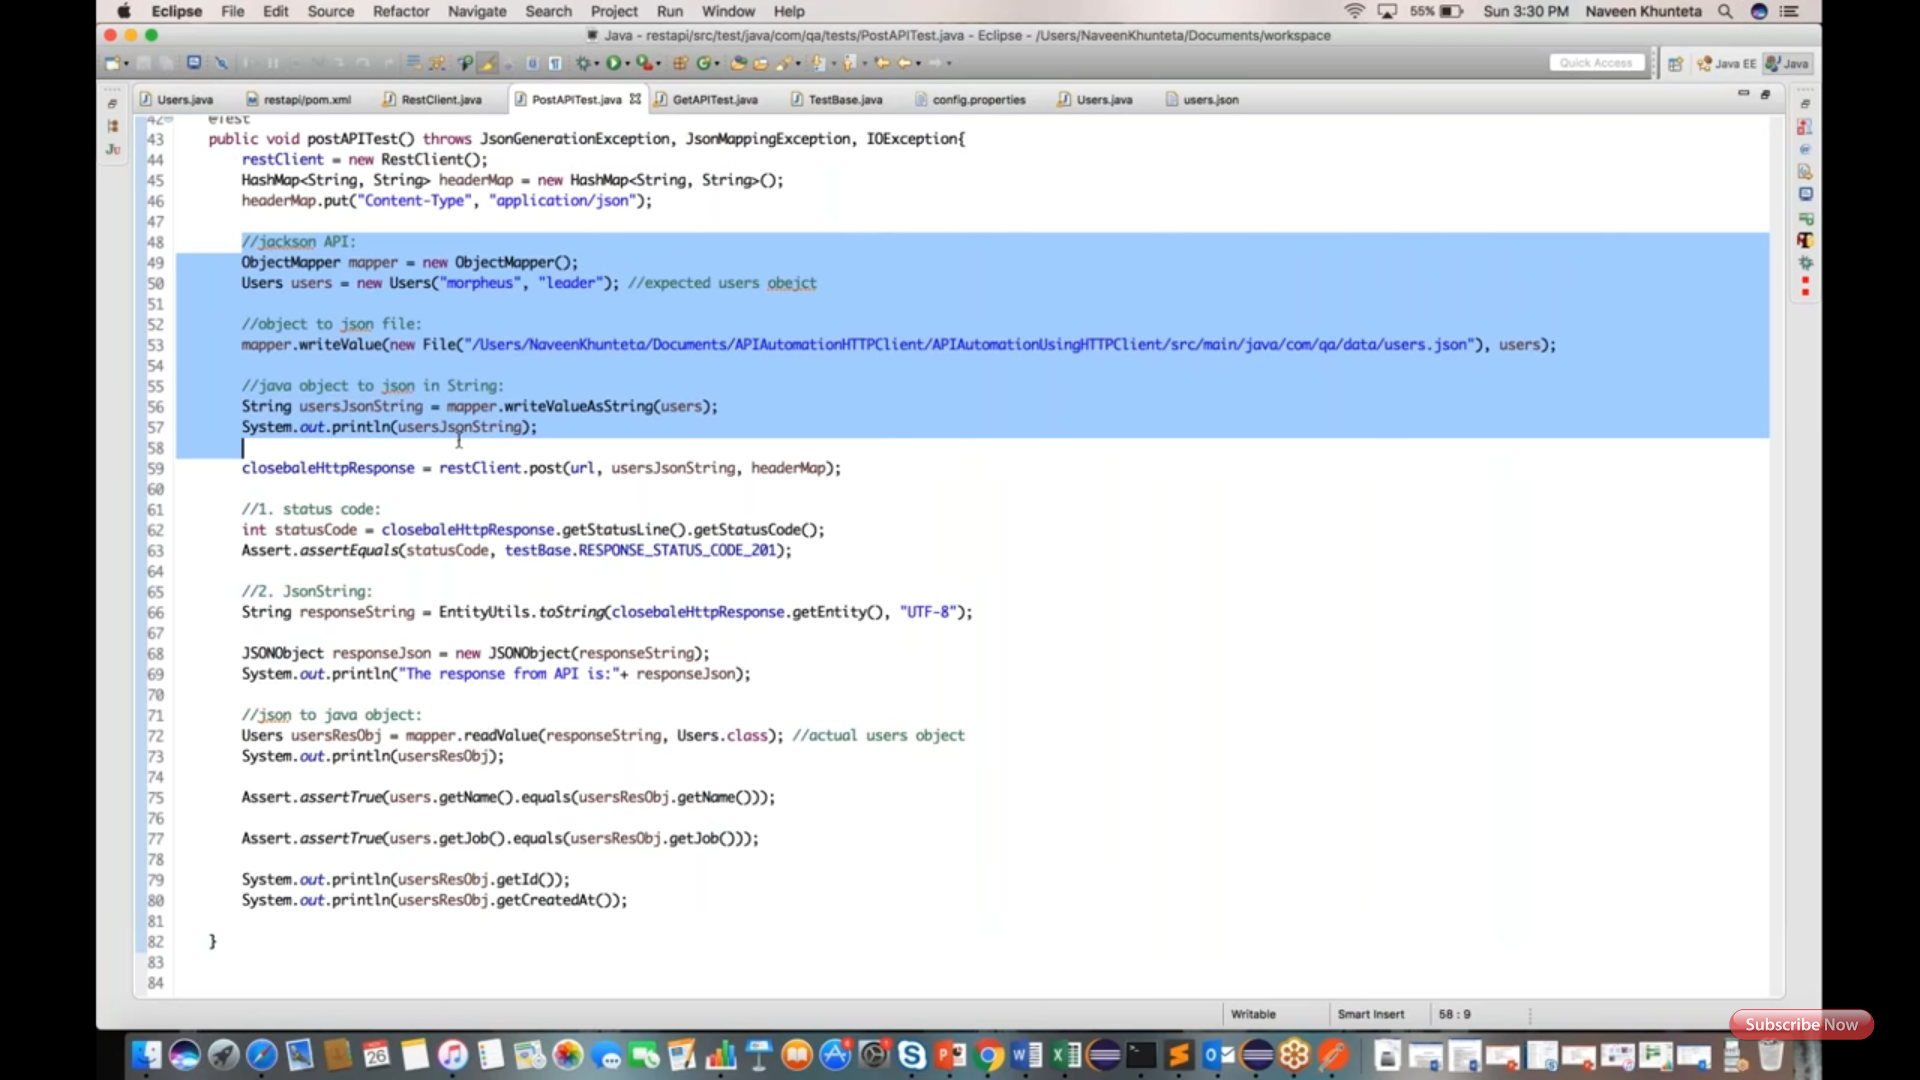 Eclipse File Edit Source Refactor Navigate Search Project Run Window Help 55% Sun 3:30 PM Naveen Khunteta
Java - restapi/src/test/java/com/qa/tests/PostAPITest.java - Eclipse - /Users/NaveenKhunteta/Documents/workspace
Quick Access Java EE Java
Users.java restapi/pom.xml RestClient.java PostAPITest.java GetAPITest.java TestBase.java config.properties Users.java users.json
42 @Test
43 public void postAPITest() throws JsonGenerationException, JsonMappingException, IOException{
44 restClient = new RestClient();
45 HashMap<String, String> headerMap = new HashMap<String, String>();
46 headerMap.put("Content-Type", "application/json");
47
48 //jackson API:
49 ObjectMapper mapper = new ObjectMapper();
50 Users users = new Users("morpheus", "leader"); //expected users obejct
51
52 //object to json file:
53 mapper.writeValue(new File("/Users/NaveenKhunteta/Documents/APIAutomationHTTPClient/APIAutomationUsingHTTPClient/src/main/java/com/qa/data/users.json"), users);
54
55 //java object to json in String:
56 String usersJsonString = mapper.writeValueAsString(users);
57 System.out.println(usersJsonString);
58
59 closebaleHttpResponse = restClient.post(url, usersJsonString, headerMap);
60
61 //1. status code:
62 int statusCode = closebaleHttpResponse.getStatusLine().getStatusCode();
63 Assert.assertEquals(statusCode, testBase.RESPONSE_STATUS_CODE_201);
64
65 //2. JsonString:
66 String responseString = EntityUtils.toString(closebaleHttpResponse.getEntity(), "UTF-8");
67
68 JSONObject responseJson = new JSONObject(responseString);
69 System.out.println("The response from API is:"+ responseJson);
70
71 //json to java object:
72 Users usersResObj = mapper.readValue(responseString, Users.class); //actual users object
73 System.out.println(usersResObj);
74
75 Assert.assertTrue(users.getName().equals(usersResObj.getName()));
76
77 Assert.assertTrue(users.getJob().equals(usersResObj.getJob()));
78
79 System.out.println(usersResObj.getId());
80 System.out.println(usersResObj.getCreatedAt());
81
82 }
83
84
Writable Smart Insert 58 : 9
Subscribe Now
26